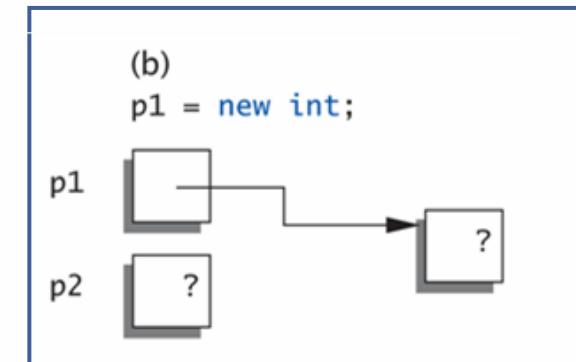 (b)
p1 = new int;
p1
?
p2 ?